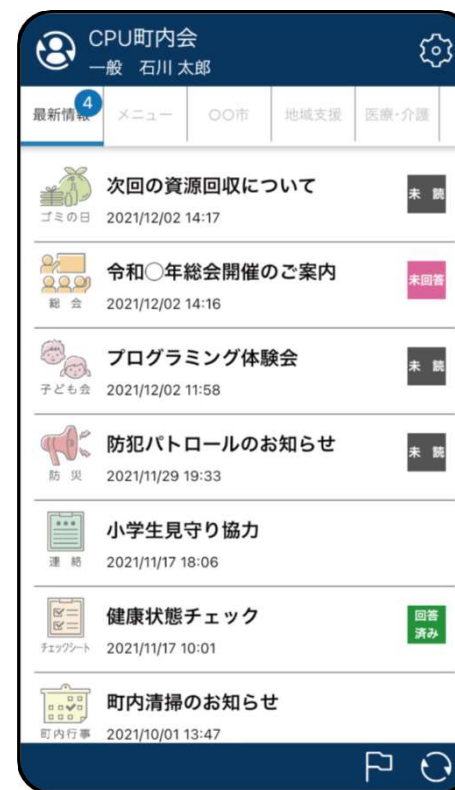 CPU町内会
一般 石川 太郎
4
最新情報 メニュー ○○市 地域支援 医療・介護
ゴミの日 次回の資源回収について 未 読
2021/12/02 14:17
総 会 令和○年総会開催のご案内 未回答
2021/12/02 14:16
子ども会 プログラミング体験会 未 読
2021/12/02 11:58
防 災 防犯パトロールのお知らせ 未 読
2021/11/29 19:33
連 絡 小学生見守り協力
2021/11/17 18:06
チェックシート 健康状態チェック 回答
済み
2021/11/17 10:01
町内行事 町内清掃のお知らせ
2021/10/01 13:47